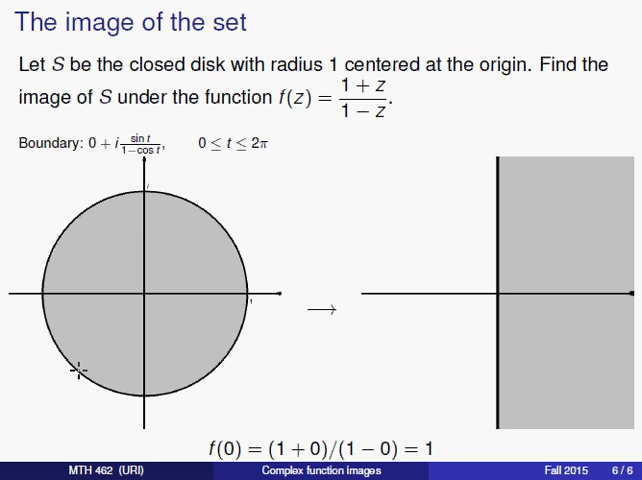 The image of the set
Let S be the closed disk with radius 1 centered at the origin. Find the
image of S under the function f(z) = \frac{1 + z}{1 − z}.
Boundary: 0 + i\frac{sin t}{1−cos t}, 0 ≤ t ≤ 2π
⟶
f(0) = (1 + 0)/(1 − 0) = 1
MTH 462 (URI) Complex function images Fall 2015 6 / 6